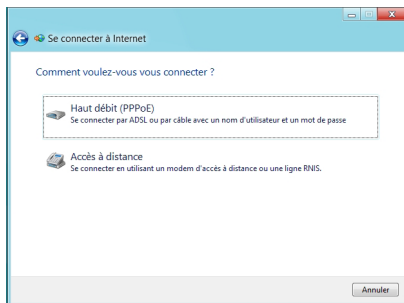 Se connecter à Internet
Comment voulez-vous vous connecter ?
Haut débit (PPPoE)
Se connecter par ADSL ou par câble avec un nom d'utilisateur et un mot de passe
Accès à distance
Se connecter en utilisant un modem d'accès à distance ou une ligne RNIS.
Annuler